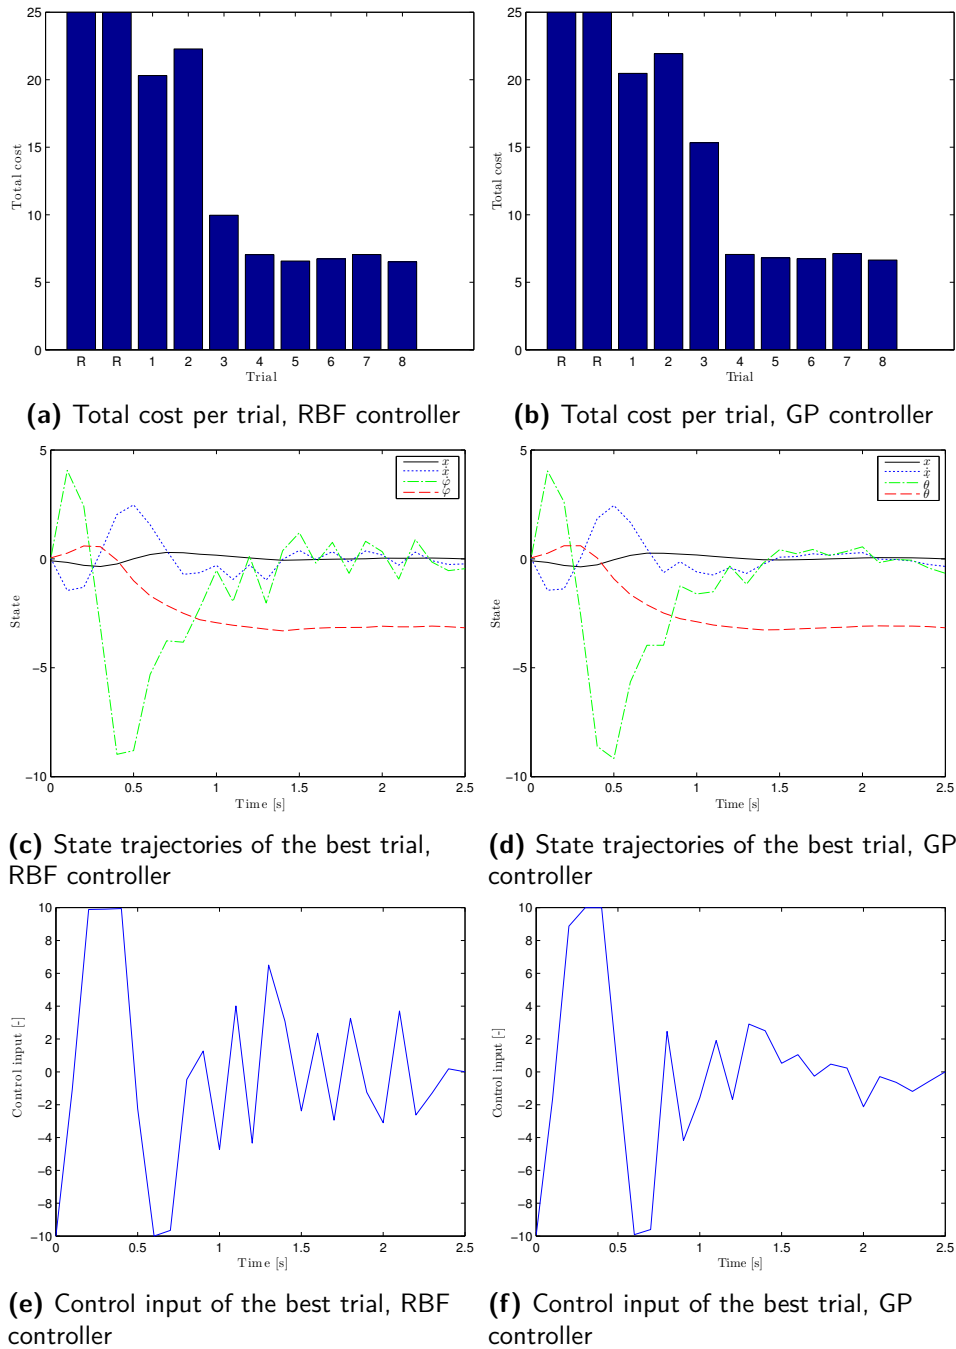 25
20
15
10
5
0
Total cost
R R 1 2 3 4 5 6 7 8
Trial
25
20
15
10
5
0
Total cost
R R 1 2 3 4 5 6 7 8
Trial
(a) Total cost per trial, RBF controller
(b) Total cost per trial, GP controller
5
0
−5
−10
State
0 0.5 1 1.5 2 2.5
Time [s]
x
ẋ
5
0
−5
−10
State
0 0.5 1 1.5 2 2.5
Time [s]
x
ẋ
θ̇
θ
(c) State trajectories of the best trial,
RBF controller
(d) State trajectories of the best trial, GP
controller
10
8
6
4
2
0
−2
−4
−6
−8
−10
Control input [-]
0 0.5 1 1.5 2 2.5
Time [s]
10
8
6
4
2
0
−2
−4
−6
−8
−10
Control input [-]
0 0.5 1 1.5 2 2.5
Time [s]
(e) Control input of the best trial, RBF
controller
(f) Control input of the best trial, GP
controller